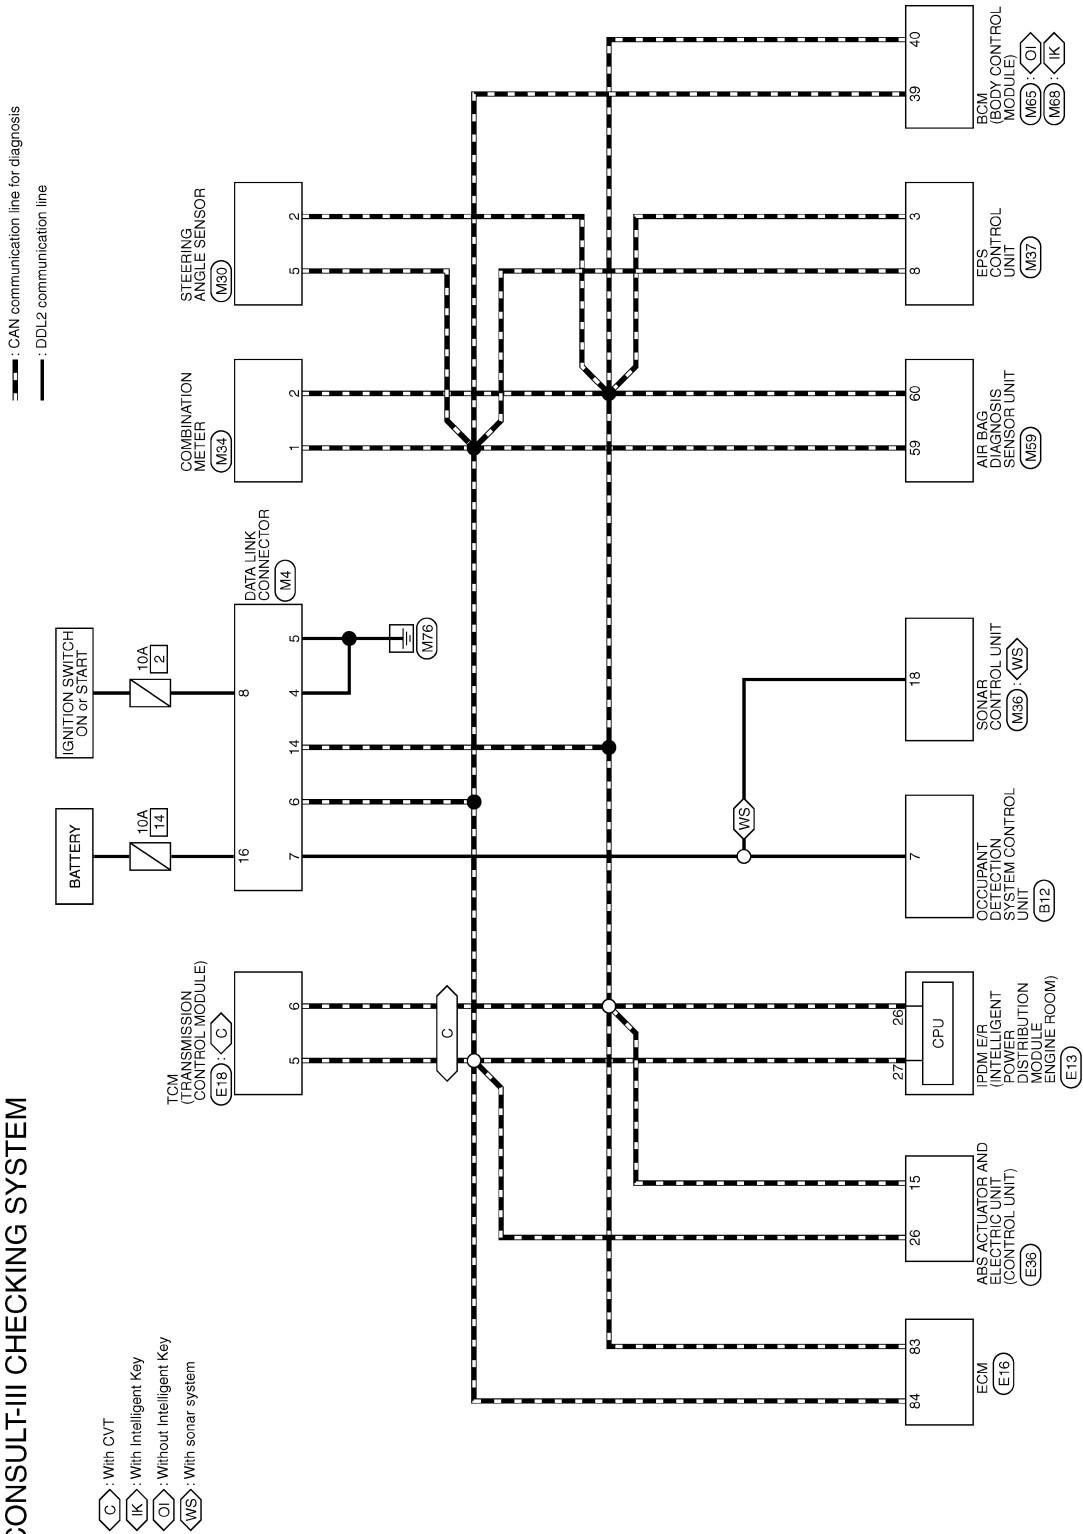 CONSULT-III CHECKING SYSTEM
: CAN communication line for diagnosis
: DDL2 communication line
C : With CVT
IK : With Intelligent Key
OI : Without Intelligent Key
WS : With sonar system
BATTERY
10A
14
IGNITION SWITCH
ON or START
10A
2
TCM
(TRANSMISSION
CONTROL MODULE)
E18 : C
5
6
16
8
7
6
14
4
5
DATA LINK
CONNECTOR
M4
M76
COMBINATION
METER
M34
1
2
STEERING
ANGLE SENSOR
M30
5
2
C
WS
84
83
ECM
E16
26
15
ABS ACTUATOR AND
ELECTRIC UNIT
(CONTROL UNIT)
E36
27
26
CPU
IPDM E/R
(INTELLIGENT
POWER
DISTRIBUTION
MODULE
ENGINE ROOM)
E13
7
OCCUPANT
DETECTION
SYSTEM CONTROL
UNIT
B12
18
SONAR
CONTROL UNIT
M36 : WS
59
60
AIR BAG
DIAGNOSIS
SENSOR UNIT
M59
8
3
EPS
CONTROL
UNIT
M37
39
40
BCM
(BODY CONTROL
MODULE)
M65 : OI
M68 : IK